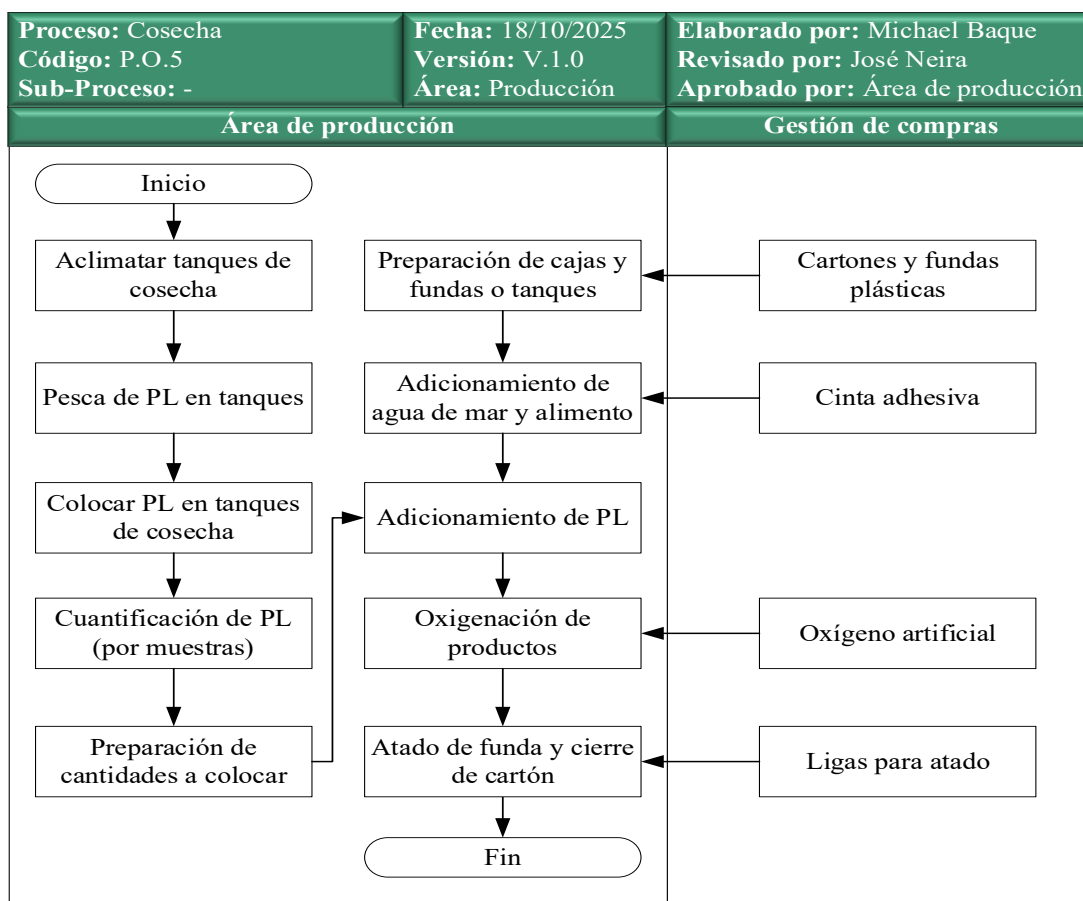 Proceso: Cosecha
Código: P.O.5
Sub-Proceso: -
Fecha: 18/10/2025
Versión: V.1.0
Área: Producción
Elaborado por: Michael Baque
Revisado por: José Neira
Aprobado por: Área de producción
Área de producción
Gestión de compras
Inicio
Aclimatar tanques de
cosecha
Pesca de PL en tanques
Colocar PL en tanques
de cosecha
Cuantificación de PL
(por muestras)
Preparación de
cantidades a colocar
Preparación de cajas y
fundas o tanques
Adicionamiento de
agua de mar y alimento
Adicionamiento de PL
Oxigenación de
productos
Atado de funda y cierre
de cartón
Fin
Cartones y fundas
plásticas
Cinta adhesiva
Oxígeno artificial
Ligas para atado